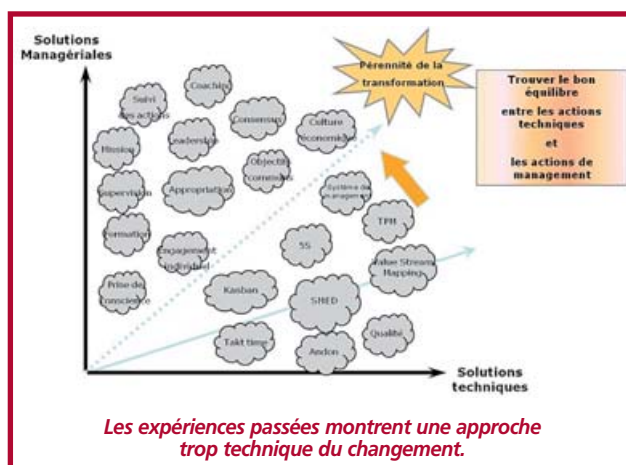 Solutions
Managériales
Pérennité de la
transformation
Trouver le bon
équilibre
entre les actions
techniques
et
les actions de
management
Coaching
Suivi
des actions
Consensus
Culture
économique
Leadership
Mission
Objectifs
communs
Supervision
Appropriation
Système de
management
TPM
Formation
Engagement
individuel
5S
Value Stream
Mapping
Prise de
conscience
Kanban
SMED
Takt time
Andon
Qualité
Solutions
techniques
Les expériences passées montrent une approche
trop technique du changement.